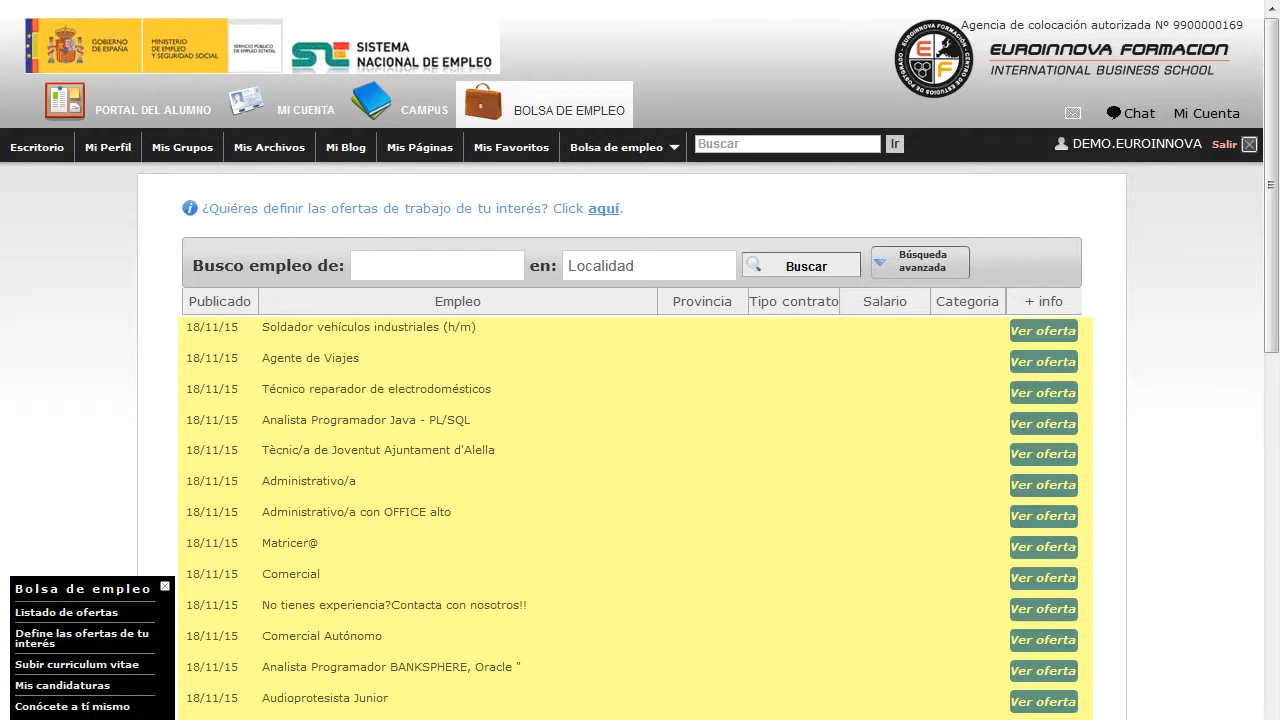 GOBIERNO
DE ESPAÑA
MINISTERIO
DE EMPLEO
Y SEGURIDAD SOCIAL
SERVICIO PÚBLICO
DE EMPLEO ESTATAL
SISTEMA
NACIONAL DE EMPLEO
Agencia de colocación autorizada Nº 9900000169
EUROINNOVA FORMACIÓN
CENTRO DE ESTUDIOS DE POSTGRADO
E F
EUROINNOVA FORMACION
INTERNATIONAL BUSINESS SCHOOL
PORTAL DEL ALUMNO
MI CUENTA
CAMPUS
BOLSA DE EMPLEO
Chat
Mi Cuenta
Escritorio
Mi Perfil
Mis Grupos
Mis Archivos
Mi Blog
Mis Páginas
Mis Favoritos
Bolsa de empleo
Buscar
Ir
DEMO.EUROINNOVA
Salir
¿Quiéres definir las ofertas de trabajo de tu interés? Click aquí.
Busco empleo de:
en:
Localidad
Buscar
Búsqueda
avanzada
Publicado Empleo Provincia Tipo contrato Salario Categoria + info
18/11/15 Soldador vehículos industriales (h/m) Ver oferta
18/11/15 Agente de Viajes Ver oferta
18/11/15 Técnico reparador de electrodomésticos Ver oferta
18/11/15 Analista Programador Java - PL/SQL Ver oferta
18/11/15 Tècnic/a de Joventut Ajuntament d'Alella Ver oferta
18/11/15 Administrativo/a Ver oferta
18/11/15 Administrativo/a con OFFICE alto Ver oferta
18/11/15 Matricer@ Ver oferta
18/11/15 Comercial Ver oferta
18/11/15 No tienes experiencia?Contacta con nosotros!! Ver oferta
18/11/15 Comercial Autónomo Ver oferta
18/11/15 Analista Programador BANKSPHERE, Oracle " Ver oferta
18/11/15 Audioprotesista Junior Ver oferta
Bolsa de empleo
Listado de ofertas
Define las ofertas de tu
interés
Subir curriculum vitae
Mis candidaturas
Conócete a tí mismo